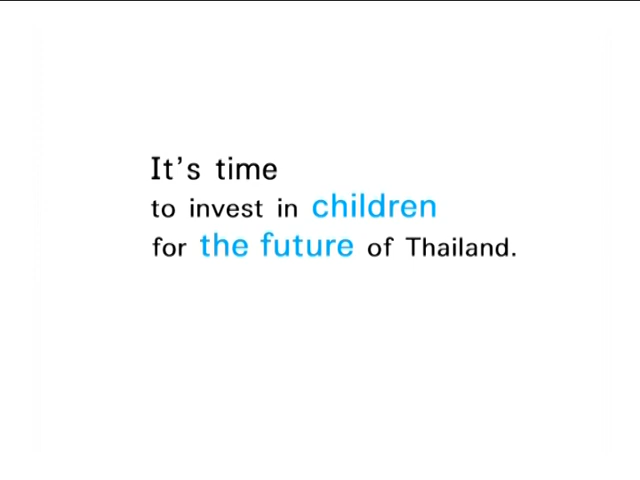 It's time
to invest in children
for the future of Thailand.